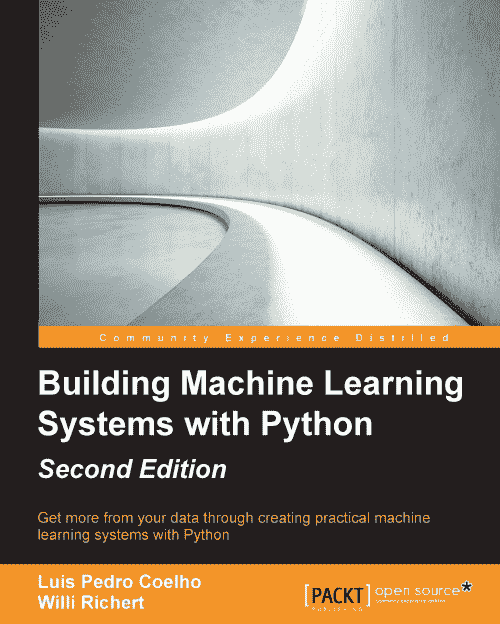 Community Experience Distilled
Building Machine Learning
Systems with Python
Second Edition
Get more from your data through creating practical machine
learning systems with Python
Luis Pedro Coelho
Willi Richert
[PACKT] open source*
PUBLISHING